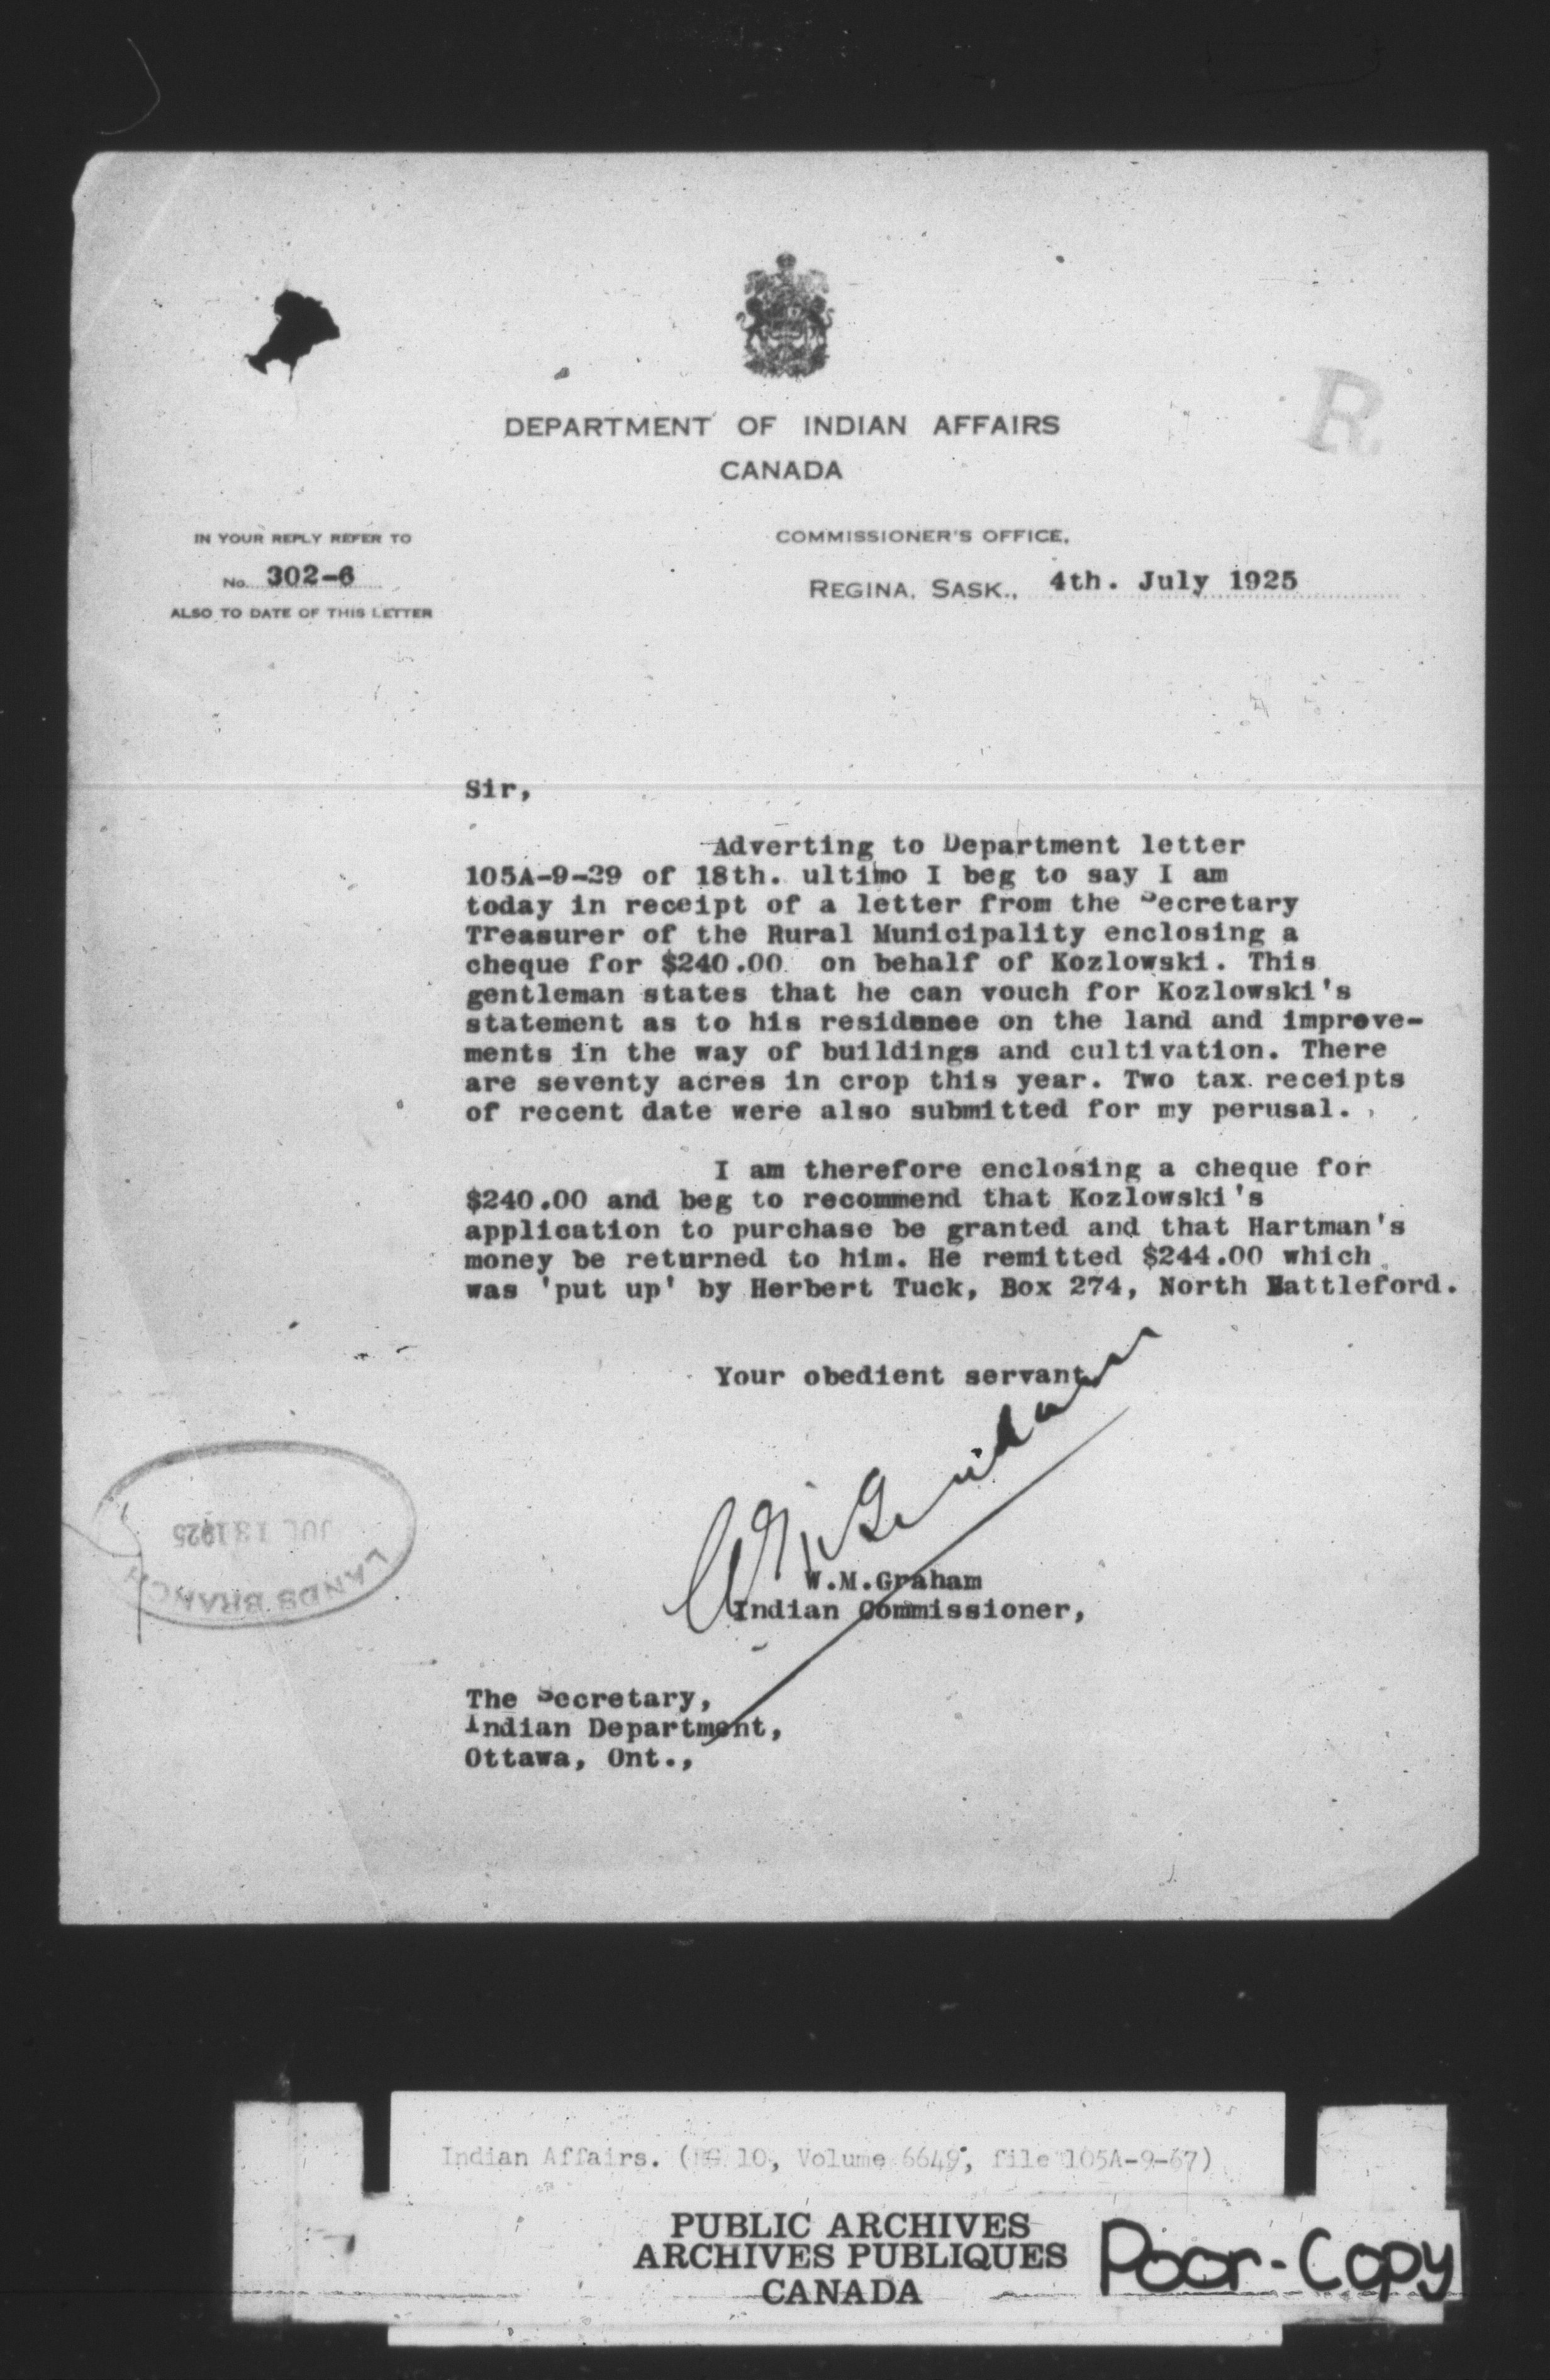 R.
DEPARTMENT OF INDIAN AFFAIRS
CANADA
IN YOUR REPLY REFER TO
No. 302-6
ALSO TO DATE OF THIS LETTER
COMMISSIONER'S OFFICE,
REGINA, SASK., 4th. July 1925
Sir,
Adverting to Department letter
105A-9-29 of 18th. ultimo I beg to say I am
today in receipt of a letter from the Secretary
Treasurer of the Rural Municipality enclosing a
cheque for $240.00 on behalf of Kozlowski. This
gentleman states that he can vouch for Kozlowski's
statement as to his residence on the land and improve-
ments in the way of buildings and cultivation. There
are seventy acres in crop this year. Two tax receipts
of recent date were also submitted for my perusal.
I am therefore enclosing a cheque for
$240.00 and beg to recommend that Kozlowski's
application to purchase be granted and that Hartman's
money be returned to him. He remitted $244.00 which
was 'put up' by Herbert Tuck, Box 274, North Battleford.
Your obedient servant
W.M.Graham
W.M.Graham
Indian Commissioner,
JUL 13 1925
LANDS BRANCH
The Secretary,
Indian Department,
Ottawa, Ont.,
Indian Affairs. (RG 10, Volume 6649, file 105A-9-67)
PUBLIC ARCHIVES
ARCHIVES PUBLIQUES
CANADA
Poor-Copy